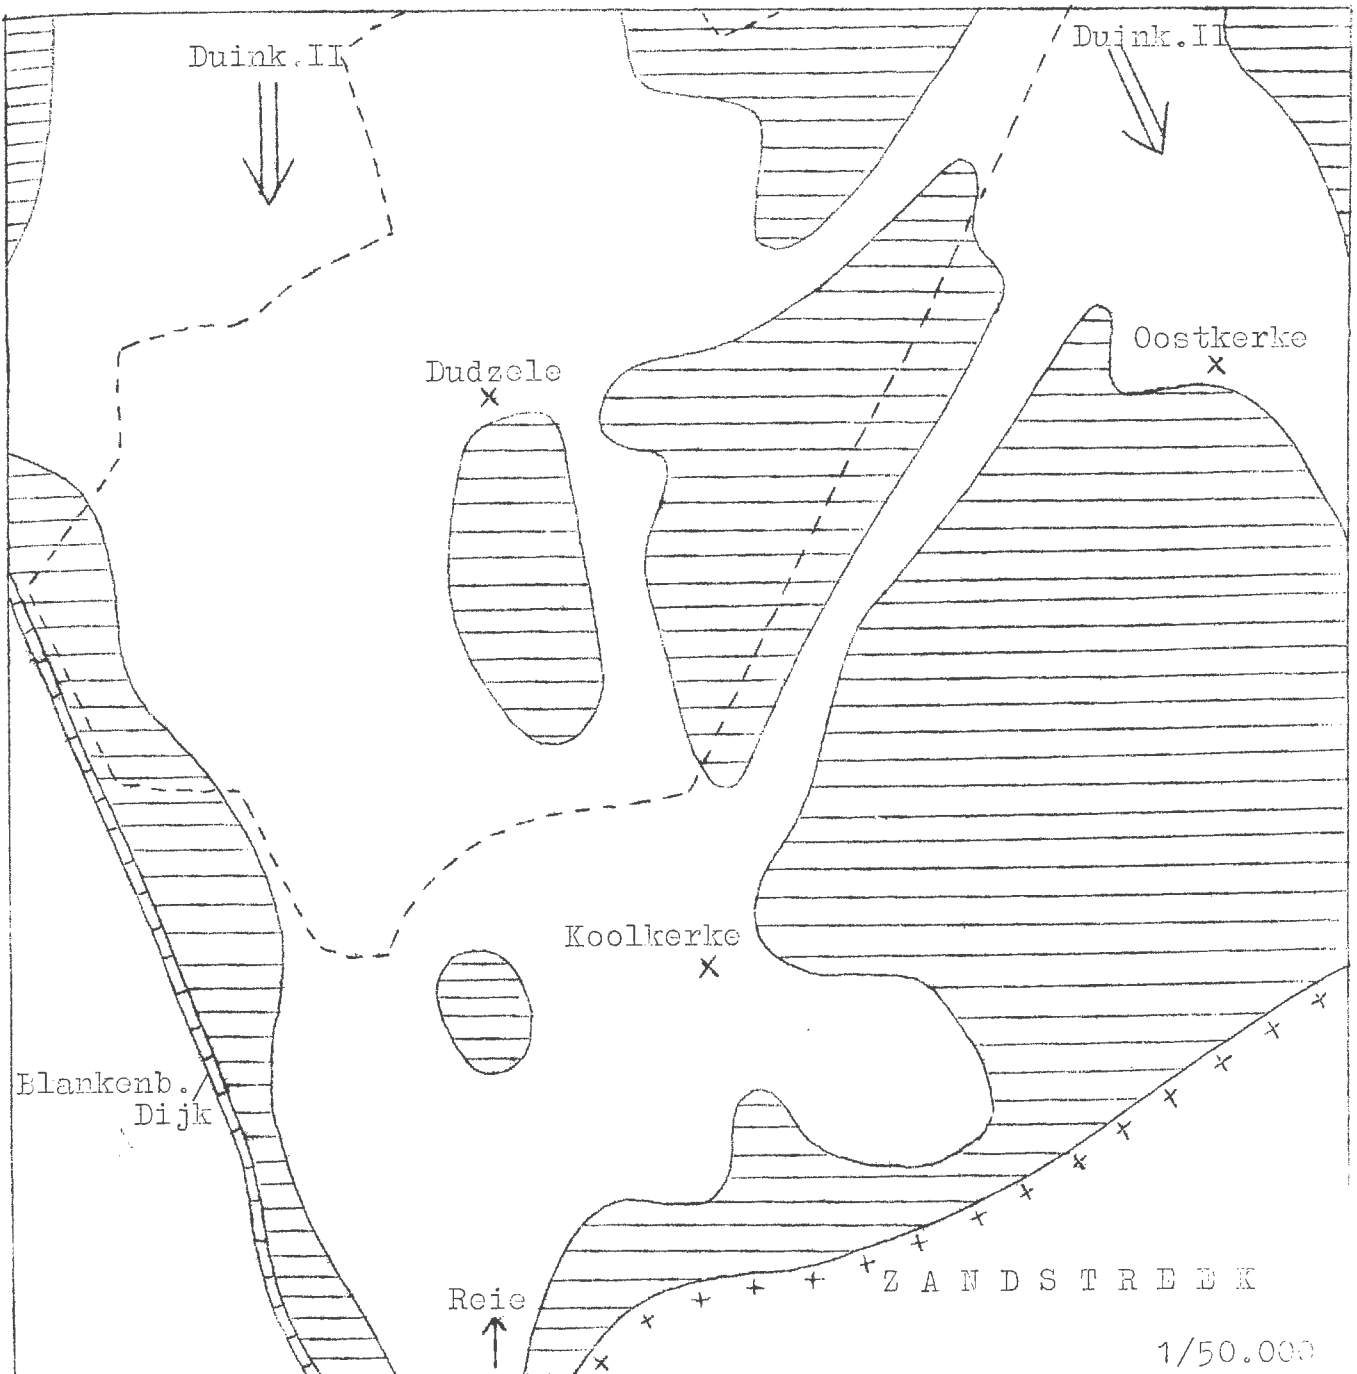 Duink.II
Duink.II
Oostkerke
Dudzele
Koolkerke
Blankenb.
Dijk
Reie
ZANDSTREEK
1/50.000